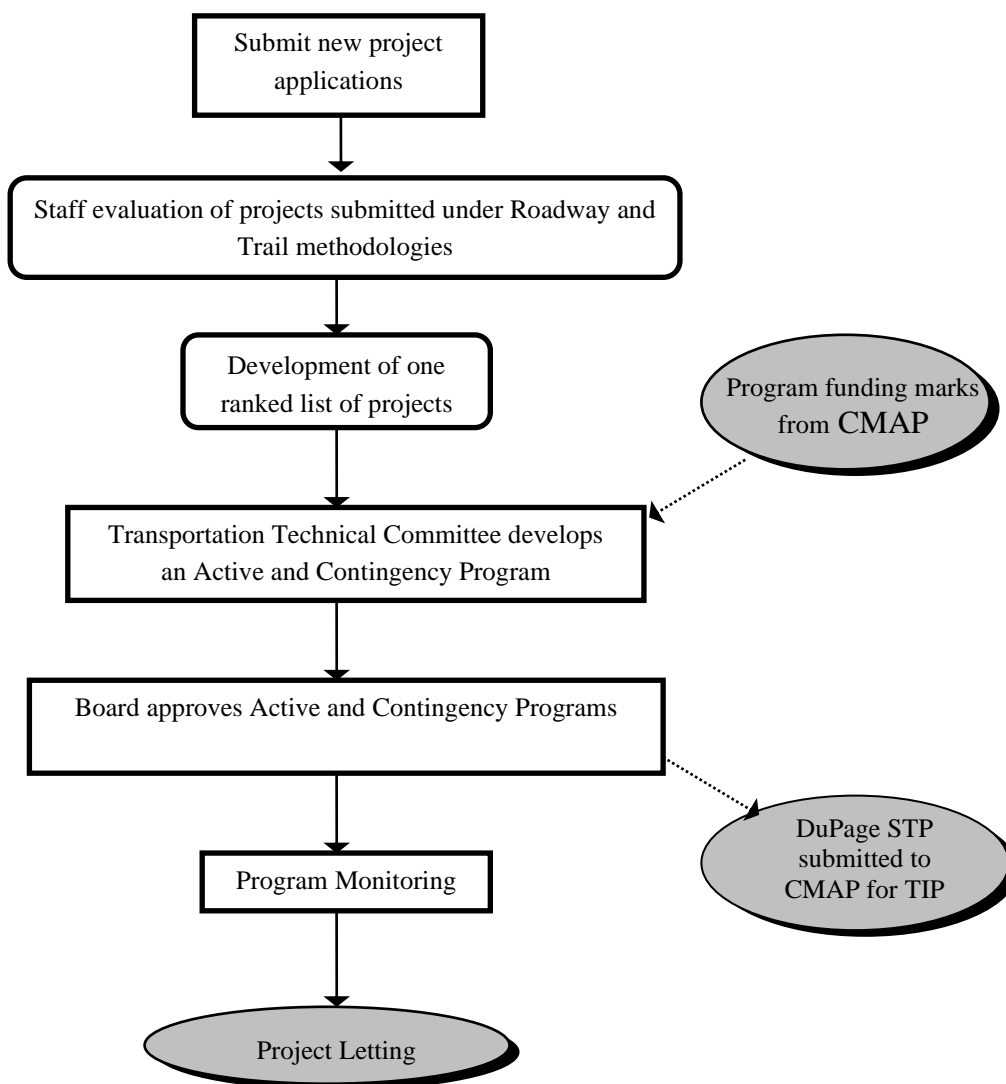 Submit new project
applications
Staff evaluation of projects submitted under Roadway and
Trail methodologies
Development of one
ranked list of projects
Program funding marks
from CMAP
Transportation Technical Committee develops
an Active and Contingency Program
Board approves Active and Contingency Programs
DuPage STP
submitted to
CMAP for TIP
Program Monitoring
Project Letting